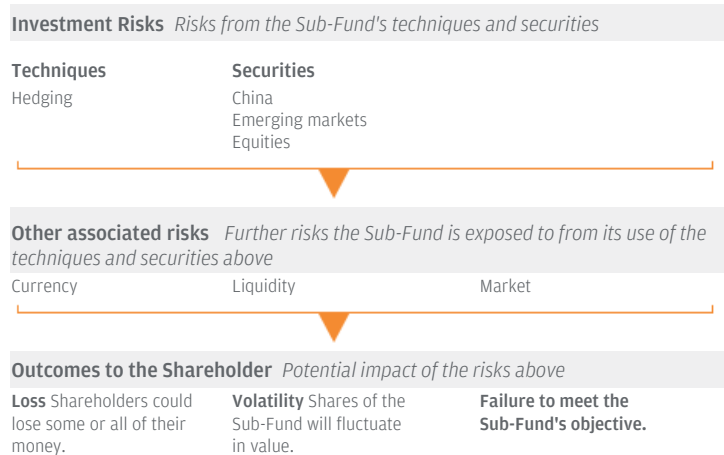 Investment Risks Risks from the Sub-Fund's techniques and securities
Techniques
Hedging
Securities
China
Emerging markets
Equities
Other associated risks Further risks the Sub-Fund is exposed to from its use of the
techniques and securities above
Currency
Liquidity
Market
Outcomes to the Shareholder Potential impact of the risks above
Loss Shareholders could
lose some or all of their
money.
Volatility Shares of the
Sub-Fund will fluctuate
in value.
Failure to meet the
Sub-Fund's objective.